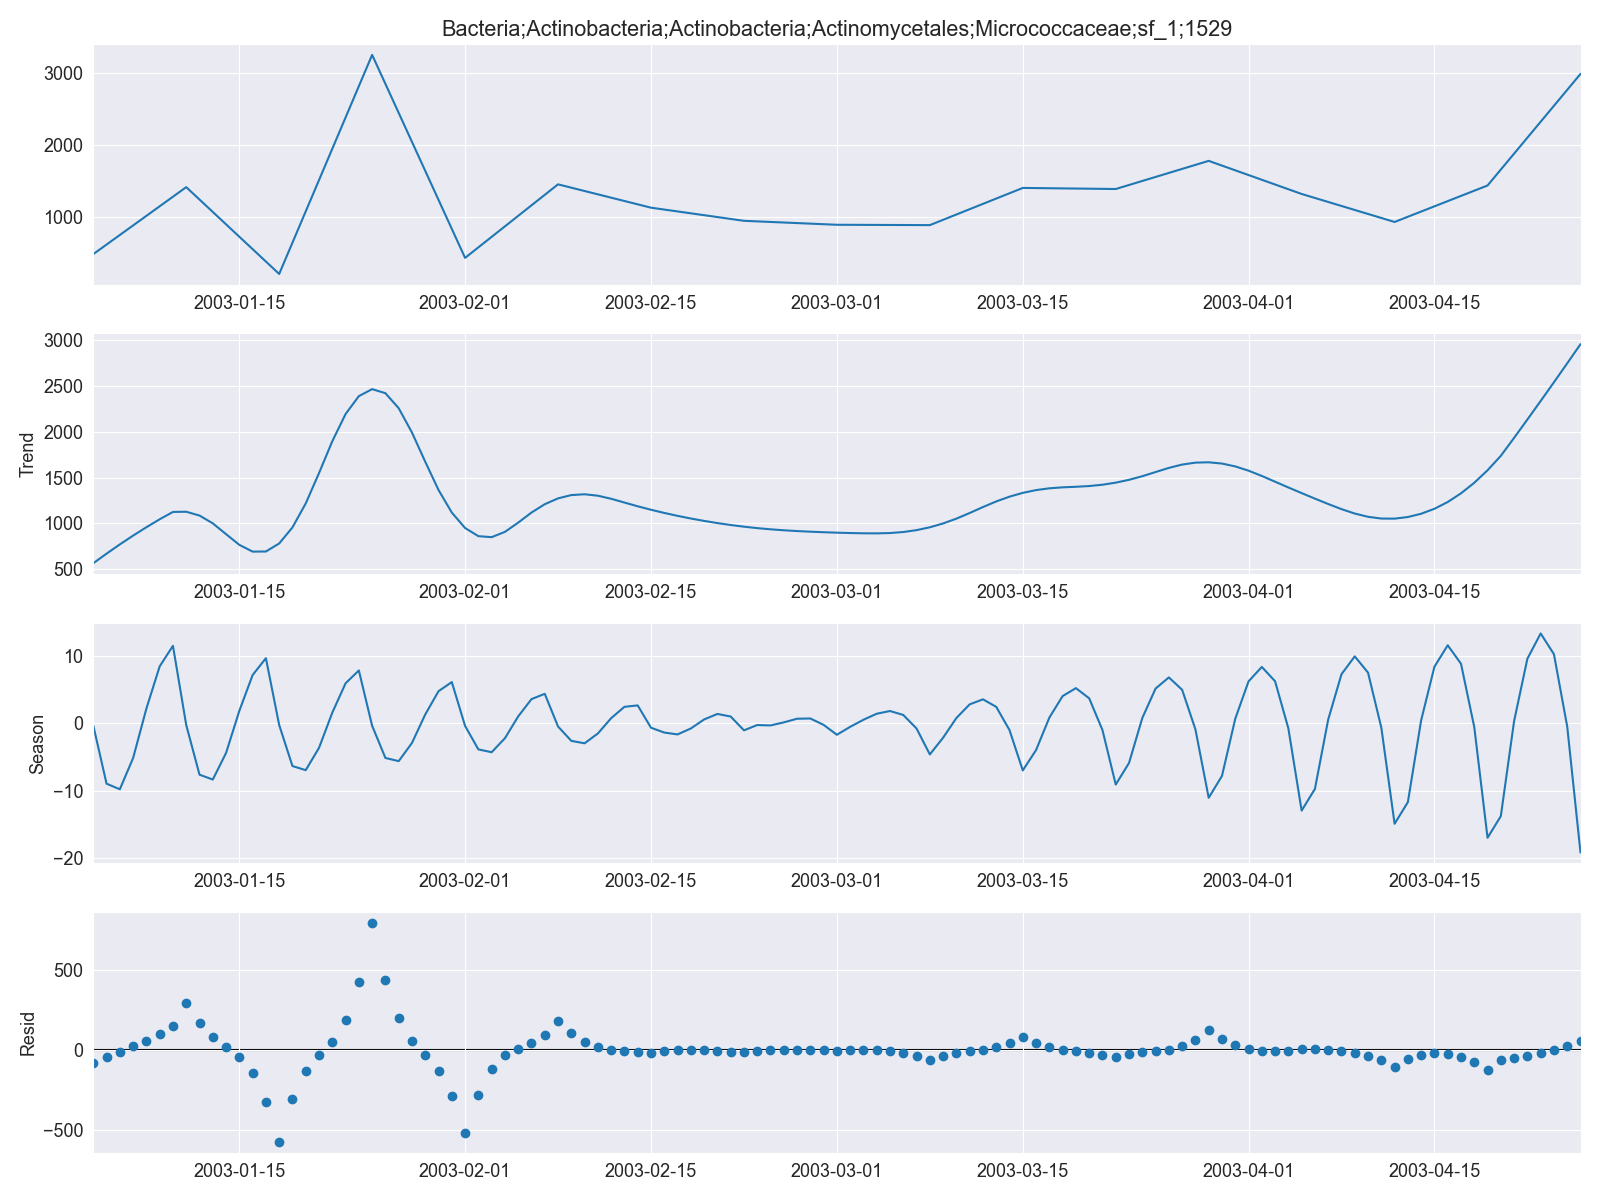 Bacteria;Actinobacteria;Actinobacteria;Actinomycetales;Micrococcaceae;sf_1;1529
3000
2000
1000
2003-01-15 2003-02-01 2003-02-15 2003-03-01 2003-03-15 2003-04-01 2003-04-15
Trend
3000
2500
2000
1500
1000
500
2003-01-15 2003-02-01 2003-02-15 2003-03-01 2003-03-15 2003-04-01 2003-04-15
Season
10
0
−10
−20
2003-01-15 2003-02-01 2003-02-15 2003-03-01 2003-03-15 2003-04-01 2003-04-15
Resid
500
0
−500
2003-01-15 2003-02-01 2003-02-15 2003-03-01 2003-03-15 2003-04-01 2003-04-15